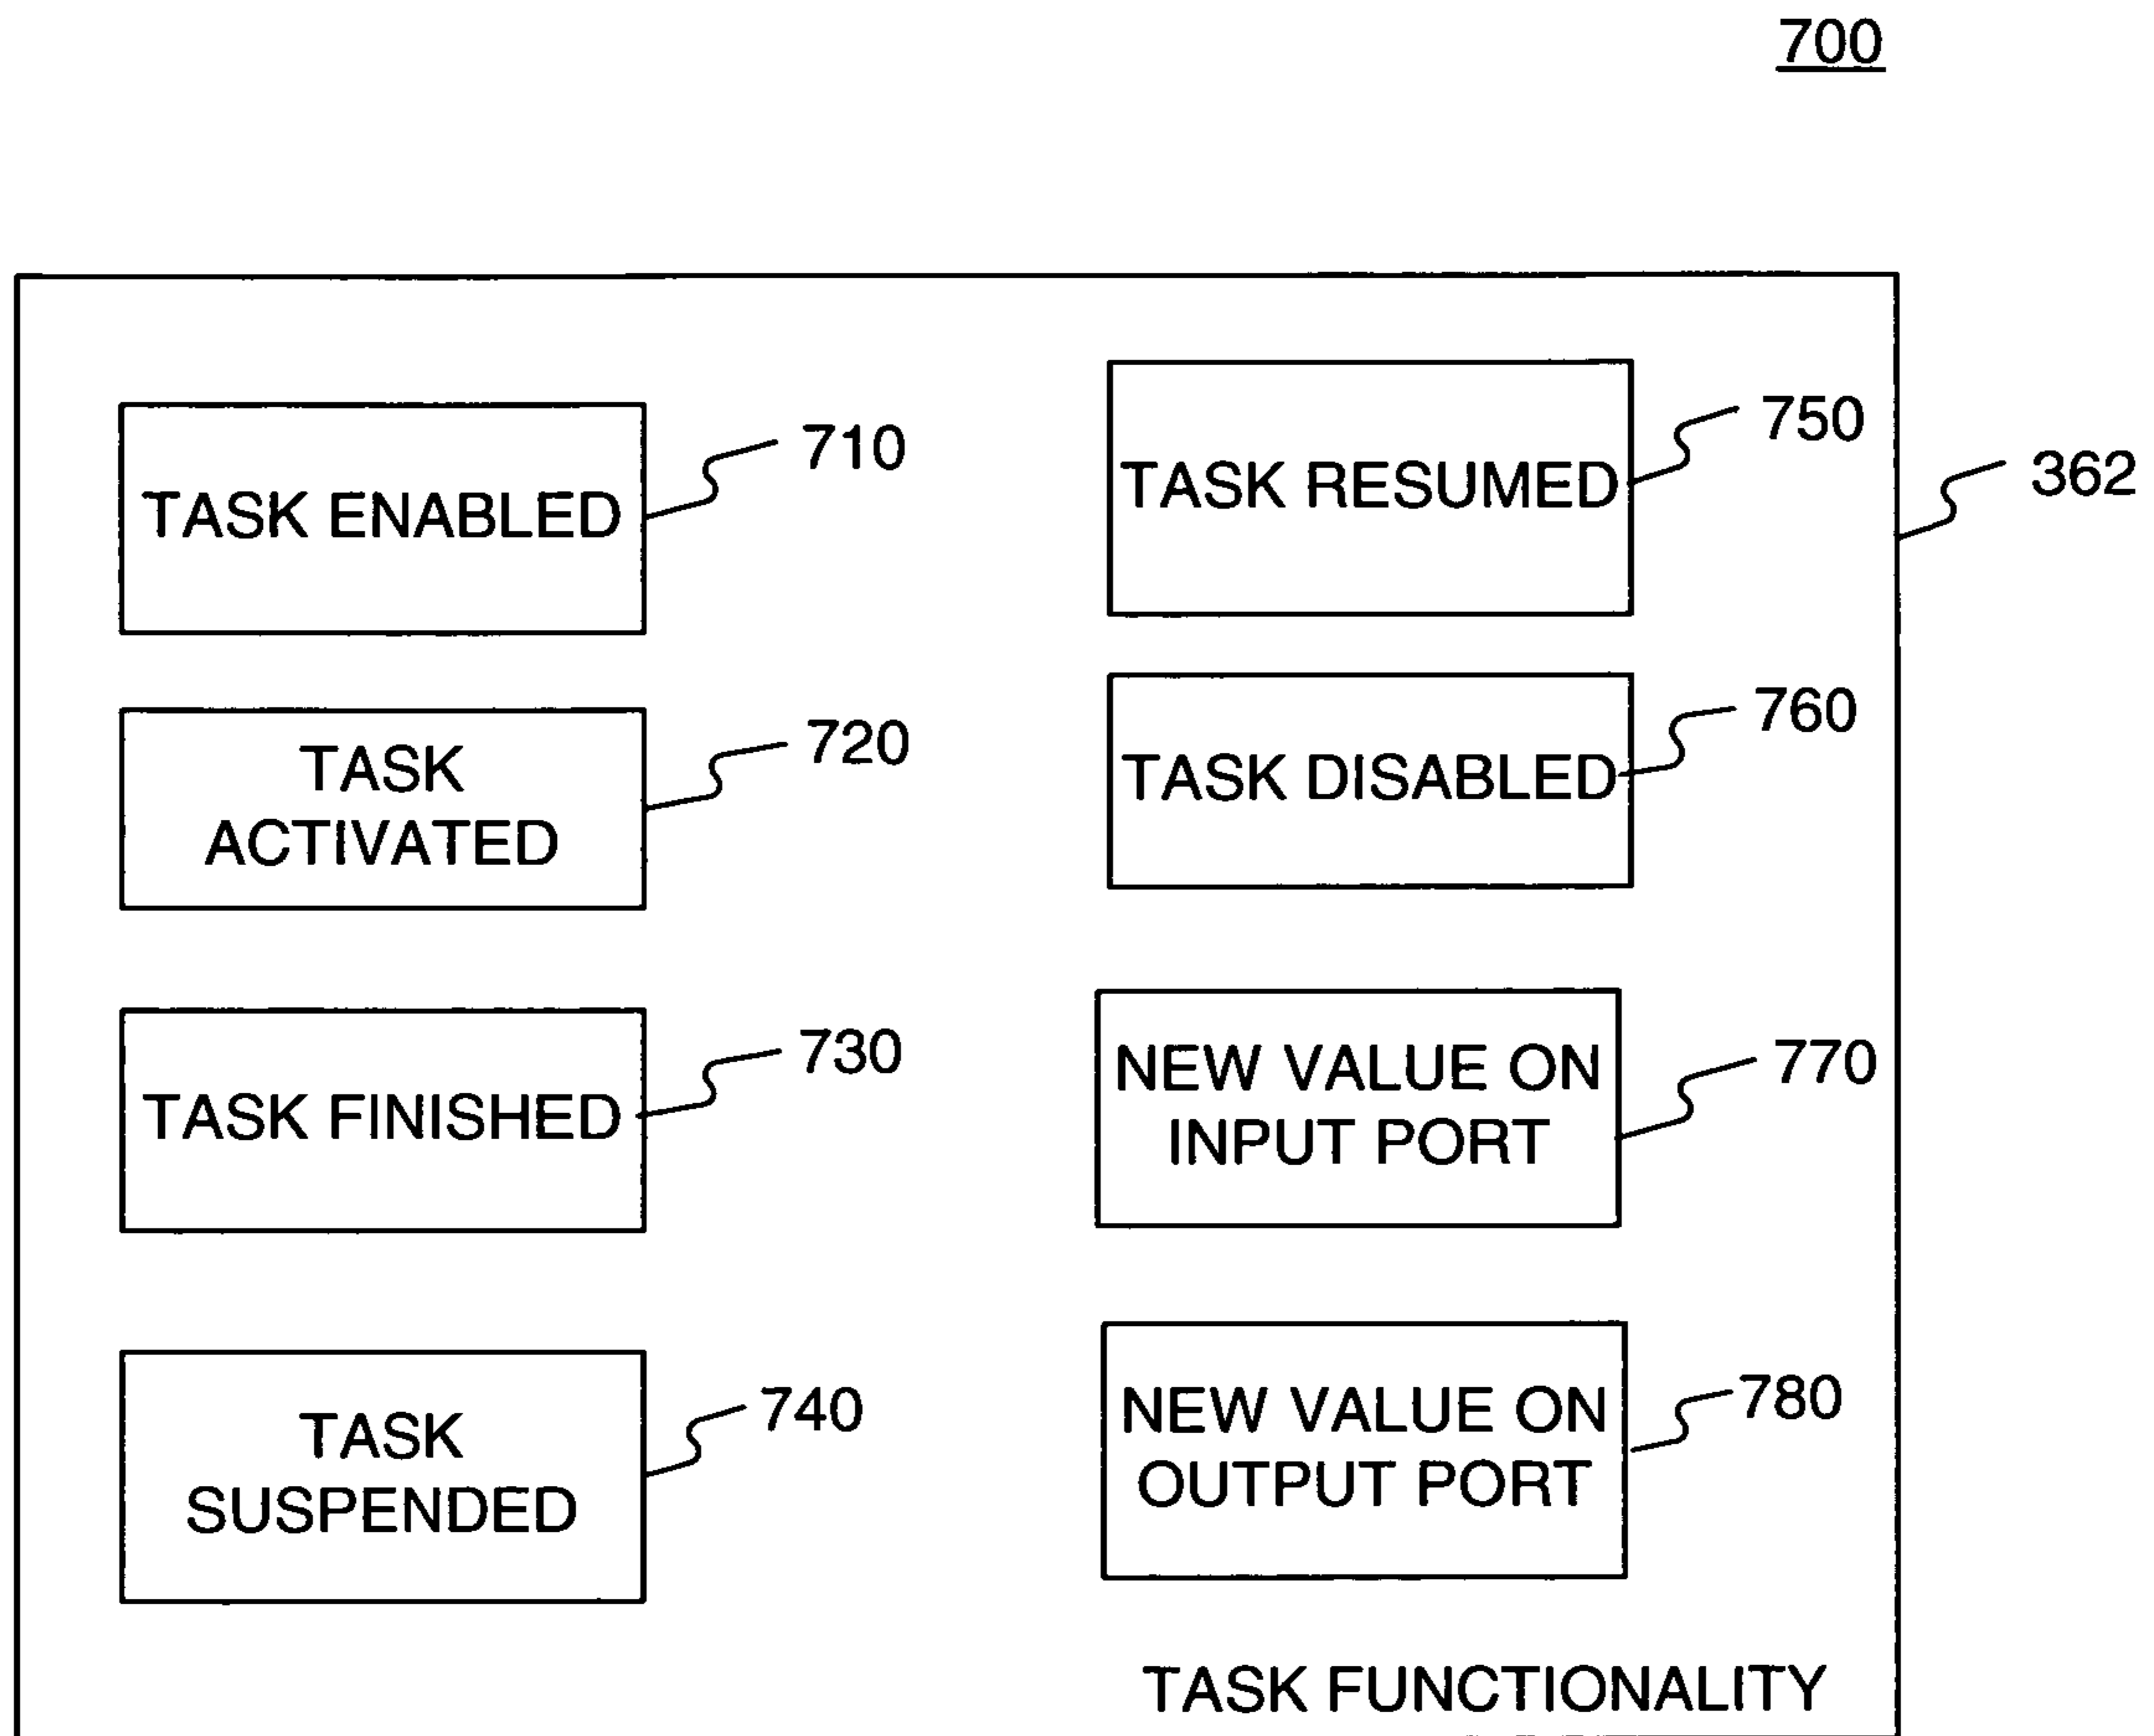 700
TASK ENABLED
710
TASK
ACTIVATED
720
TASK FINISHED
730
TASK
SUSPENDED
740
TASK RESUMED
750
362
TASK DISABLED
760
NEW VALUE ON
INPUT PORT
770
NEW VALUE ON
OUTPUT PORT
780
TASK FUNCTIONALITY